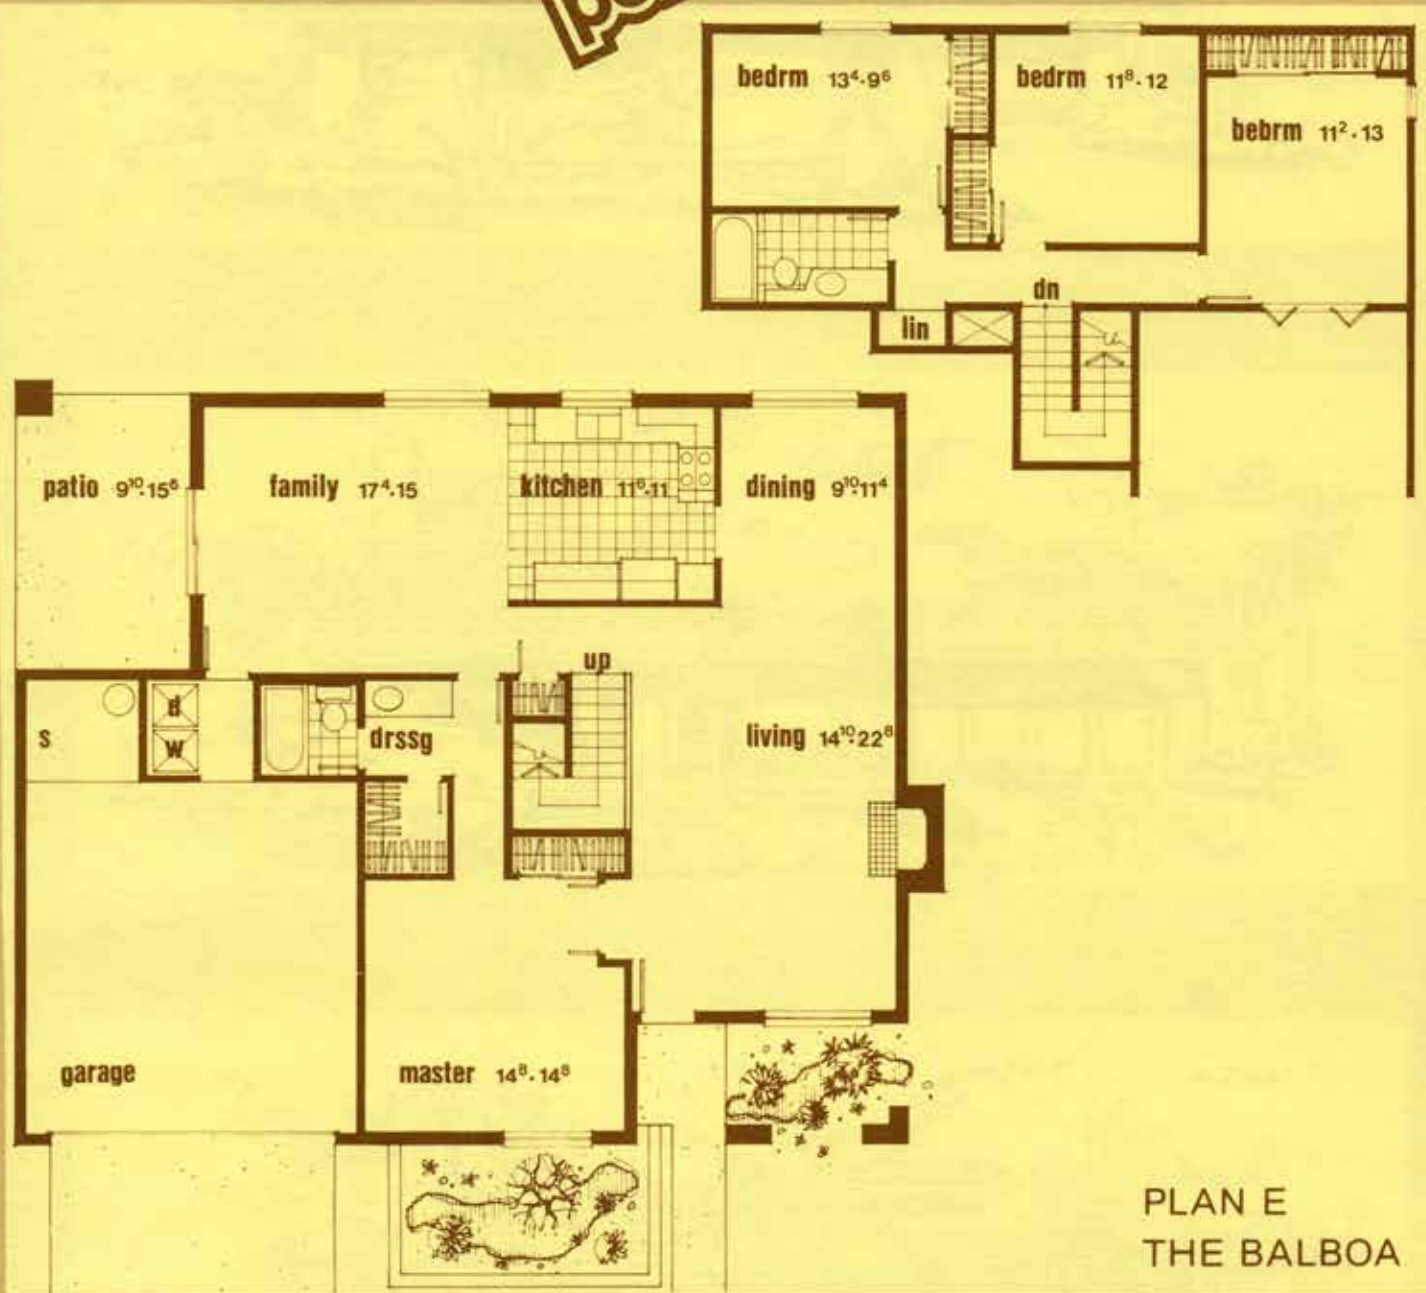 bedrm 13⁴·9⁶
bedrm 11⁸·12
bebrm 11²·13
dn
lin
patio 9¹⁰·15⁶
family 17⁴·15
kitchen 11⁶·11
dining 9¹⁰·11⁴
up
s
d
w
drssg
living 14¹⁰·22⁸
garage
master 14⁸·14⁸
PLAN E
THE BALBOA